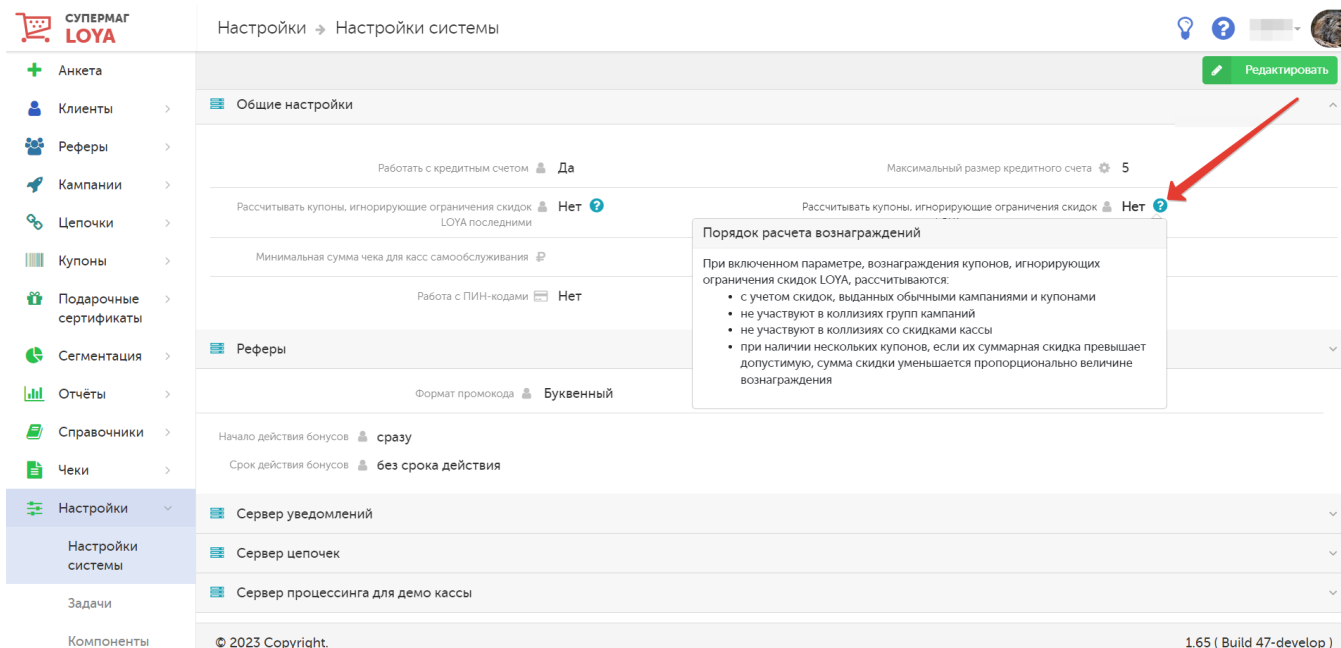 СУПЕРМАГ
LOYA
Настройки → Настройки системы
?
Редактировать
Анкета
Клиенты
Реферы
Кампании
Цепочки
Купоны
Подарочные
сертификаты
Сегментация
Отчёты
Справочники
Чеки
Настройки
Настройки
системы
Задачи
Компоненты
Общие настройки
Работать с кредитным счетом Да
Максимальный размер кредитного счета 5
Рассчитывать купоны, игнорирующие ограничения скидок
LOYA последними
Нет ?
Рассчитывать купоны, игнорирующие ограничения скидок Нет ?
Порядок расчета вознаграждений
При включенном параметре, вознаграждения купонов, игнорирующих
ограничения скидок LOYA, рассчитываются:
• с учетом скидок, выданных обычными кампаниями и купонами
• не участвуют в коллизиях групп кампаний
• не участвуют в коллизиях со скидками кассы
• при наличии нескольких купонов, если их суммарная скидка превышает
допустимую, сумма скидки уменьшается пропорционально величине
вознаграждения
Минимальная сумма чека для касс самообслуживания ₽
Работа с ПИН-кодами Нет
Реферы
Формат промокода Буквенный
Начало действия бонусов сразу
Срок действия бонусов без срока действия
Сервер уведомлений
Сервер цепочек
Сервер процессинга для демо кассы
© 2023 Copyright.
1.65 ( Build 47-develop )